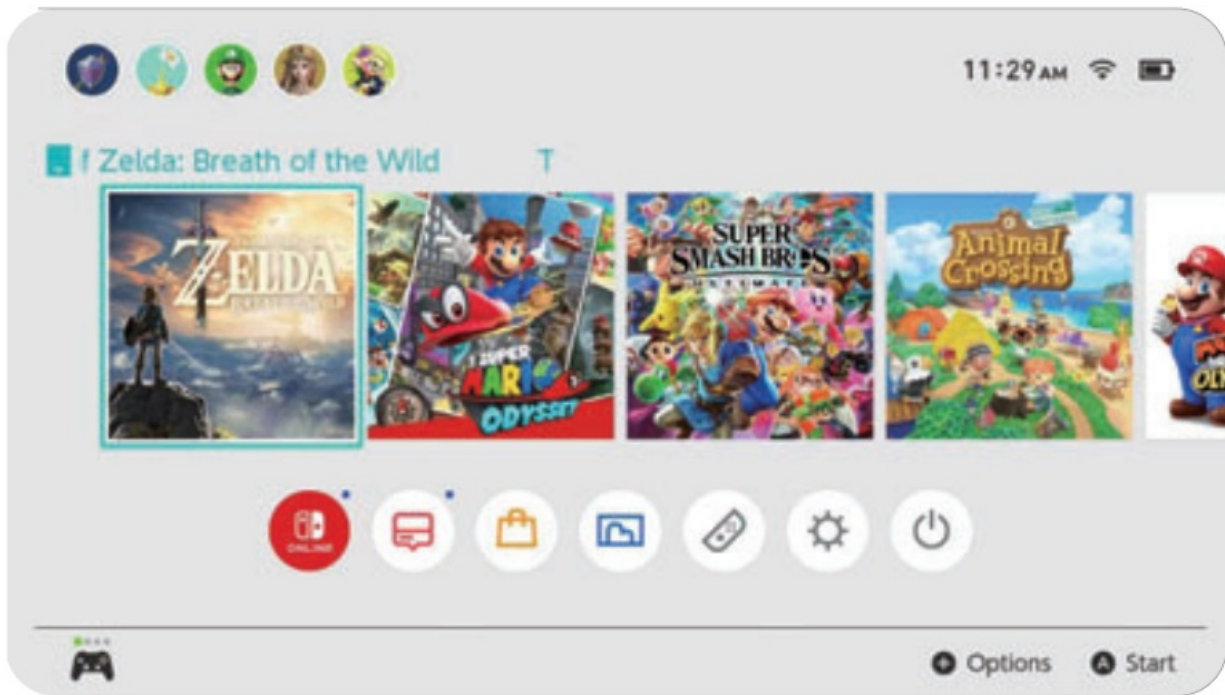 11:29 AM
f Zelda: Breath of the Wild T
ZELDA
SUPER MARIO ODYSSEY
SUPER SMASH BROS
ULTIMATE
Animal Crossing
ONLINE
Options
A Start